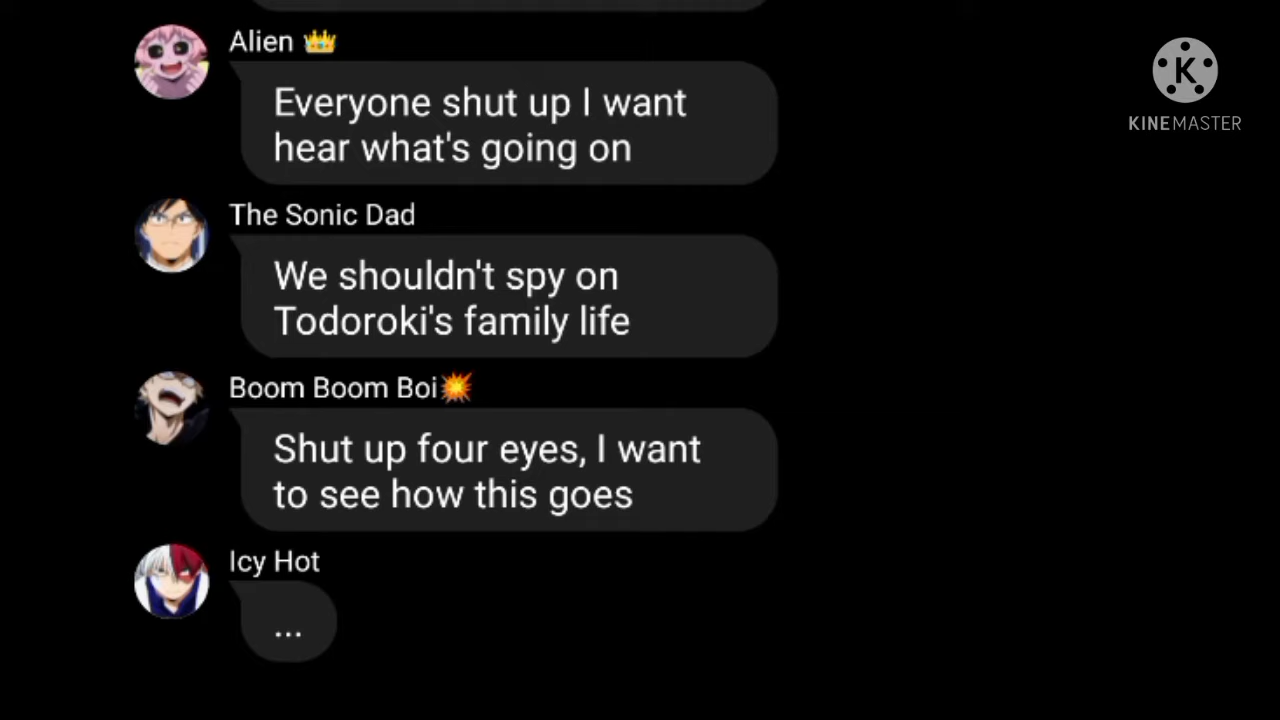 Alien 👑
Everyone shut up I want
hear what's going on
The Sonic Dad
We shouldn't spy on
Todoroki's family life
Boom Boom Boi💥
Shut up four eyes, I want
to see how this goes
Icy Hot
...
K
KINEMASTER